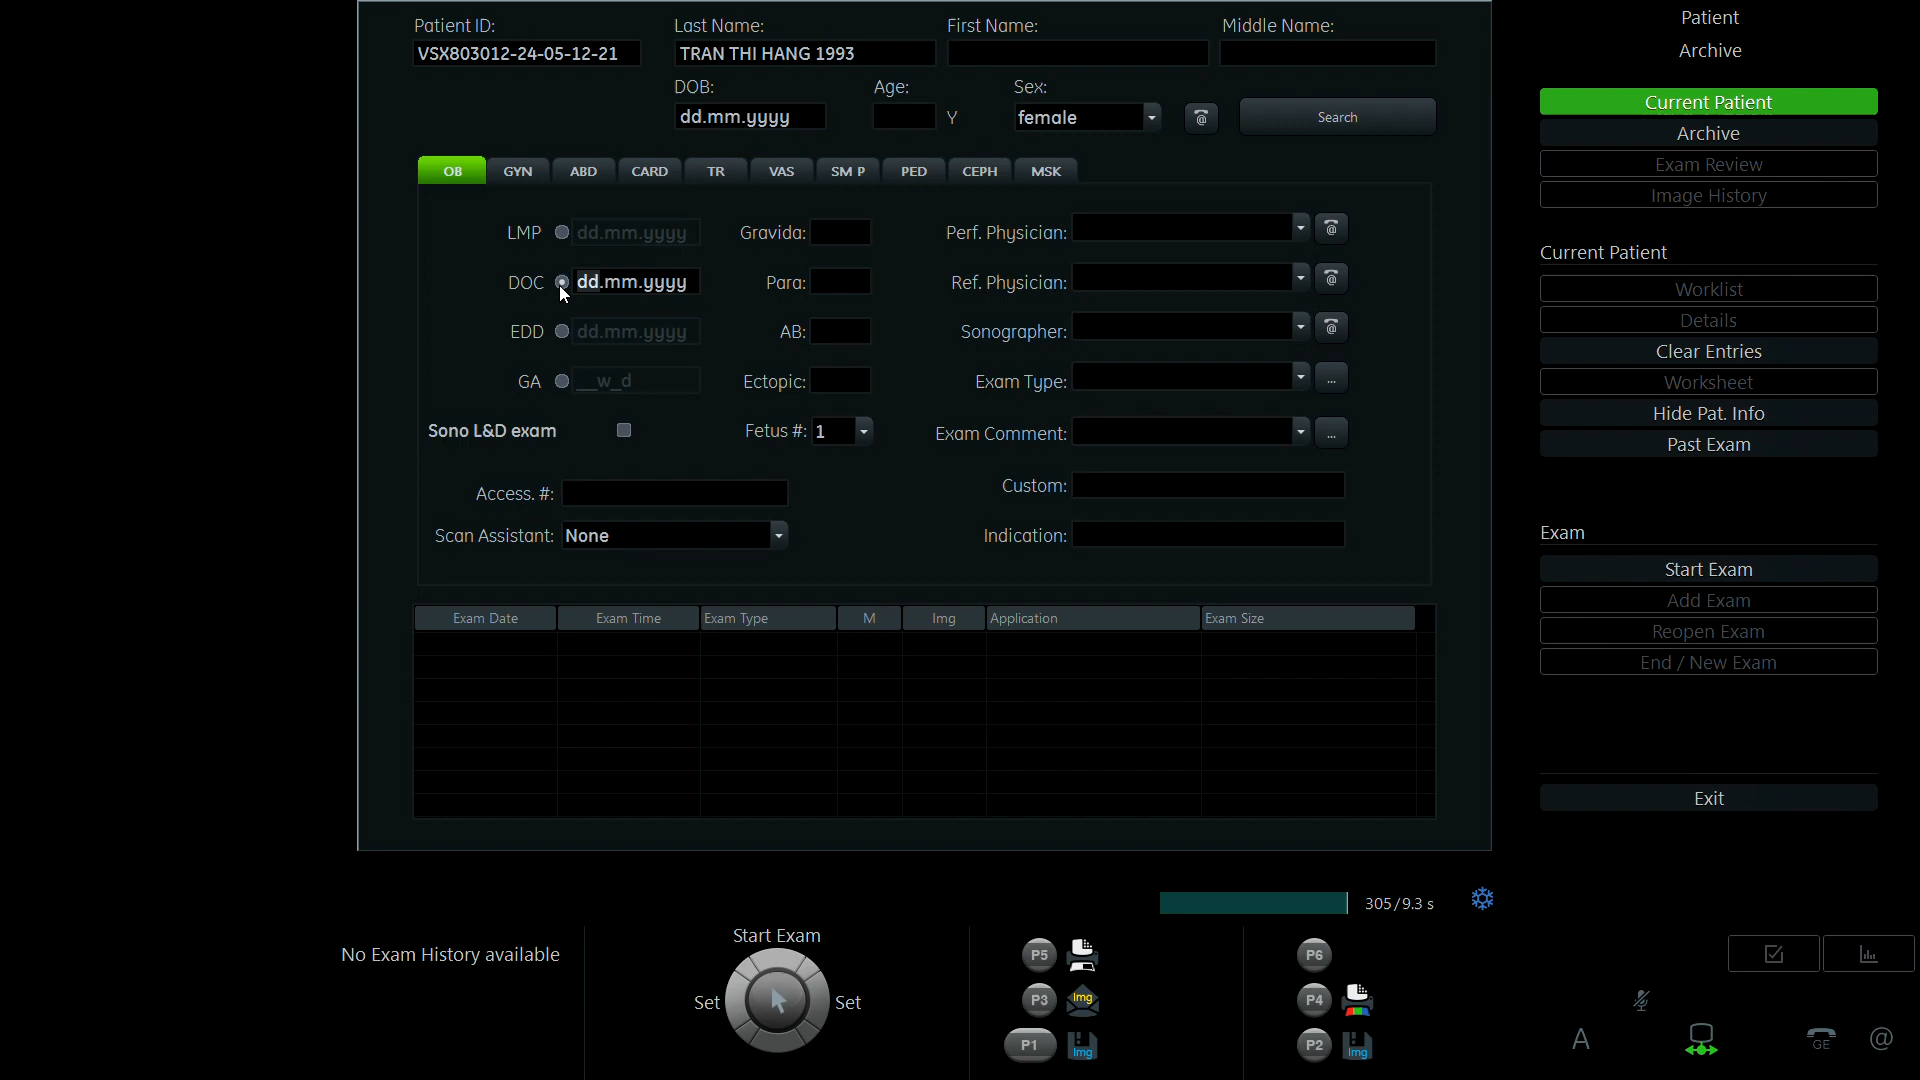 Patient ID: Last Name: First Name: Middle Name:
VSX803012-24-05-12-21 TRAN THI HANG 1993
DOB: Age: Sex:
dd.mm.yyyy Y female @ Search
OB GYN ABD CARD TR VAS SM P PED CEPH MSK
LMP dd.mm.yyyy Gravida: Perf. Physician: @
DOC dd.mm.yyyy Para: Ref. Physician: @
EDD dd.mm.yyyy AB: Sonographer: @
GA __w_d Ectopic: Exam Type: ...
Sono L&D exam Fetus #: 1 Exam Comment: ...
Access. #: Custom:
Scan Assistant: None Indication:
Exam Date Exam Time Exam Type M Img Application Exam Size
Patient
Archive
Current Patient
Archive
Exam Review
Image History
Current Patient
Worklist
Details
Clear Entries
Worksheet
Hide Pat. Info
Past Exam
Exam
Start Exam
Add Exam
Reopen Exam
End / New Exam
Exit
305/9.3 s
No Exam History available
Start Exam
Set Set
P5
P3 Img
P1 Img
P6
P4
P2 Img
A GE @